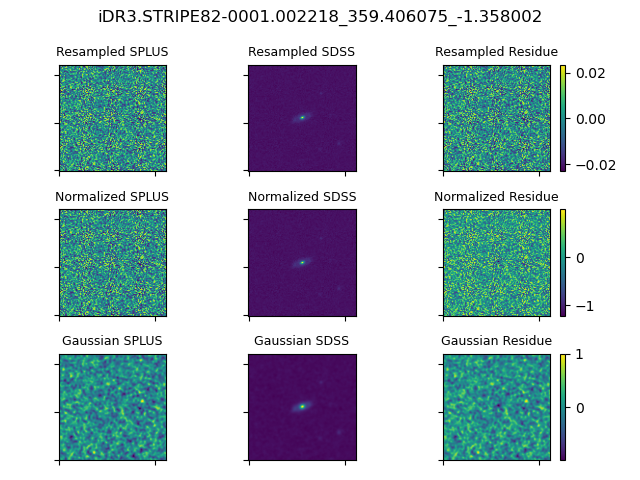 iDR3.STRIPE82-0001.002218_359.406075_-1.358002
Resampled SPLUS Resampled SDSS Resampled Residue
0.02
0.00
−0.02
Normalized SPLUS Normalized SDSS Normalized Residue
0
−1
Gaussian SPLUS Gaussian SDSS Gaussian Residue
1
0